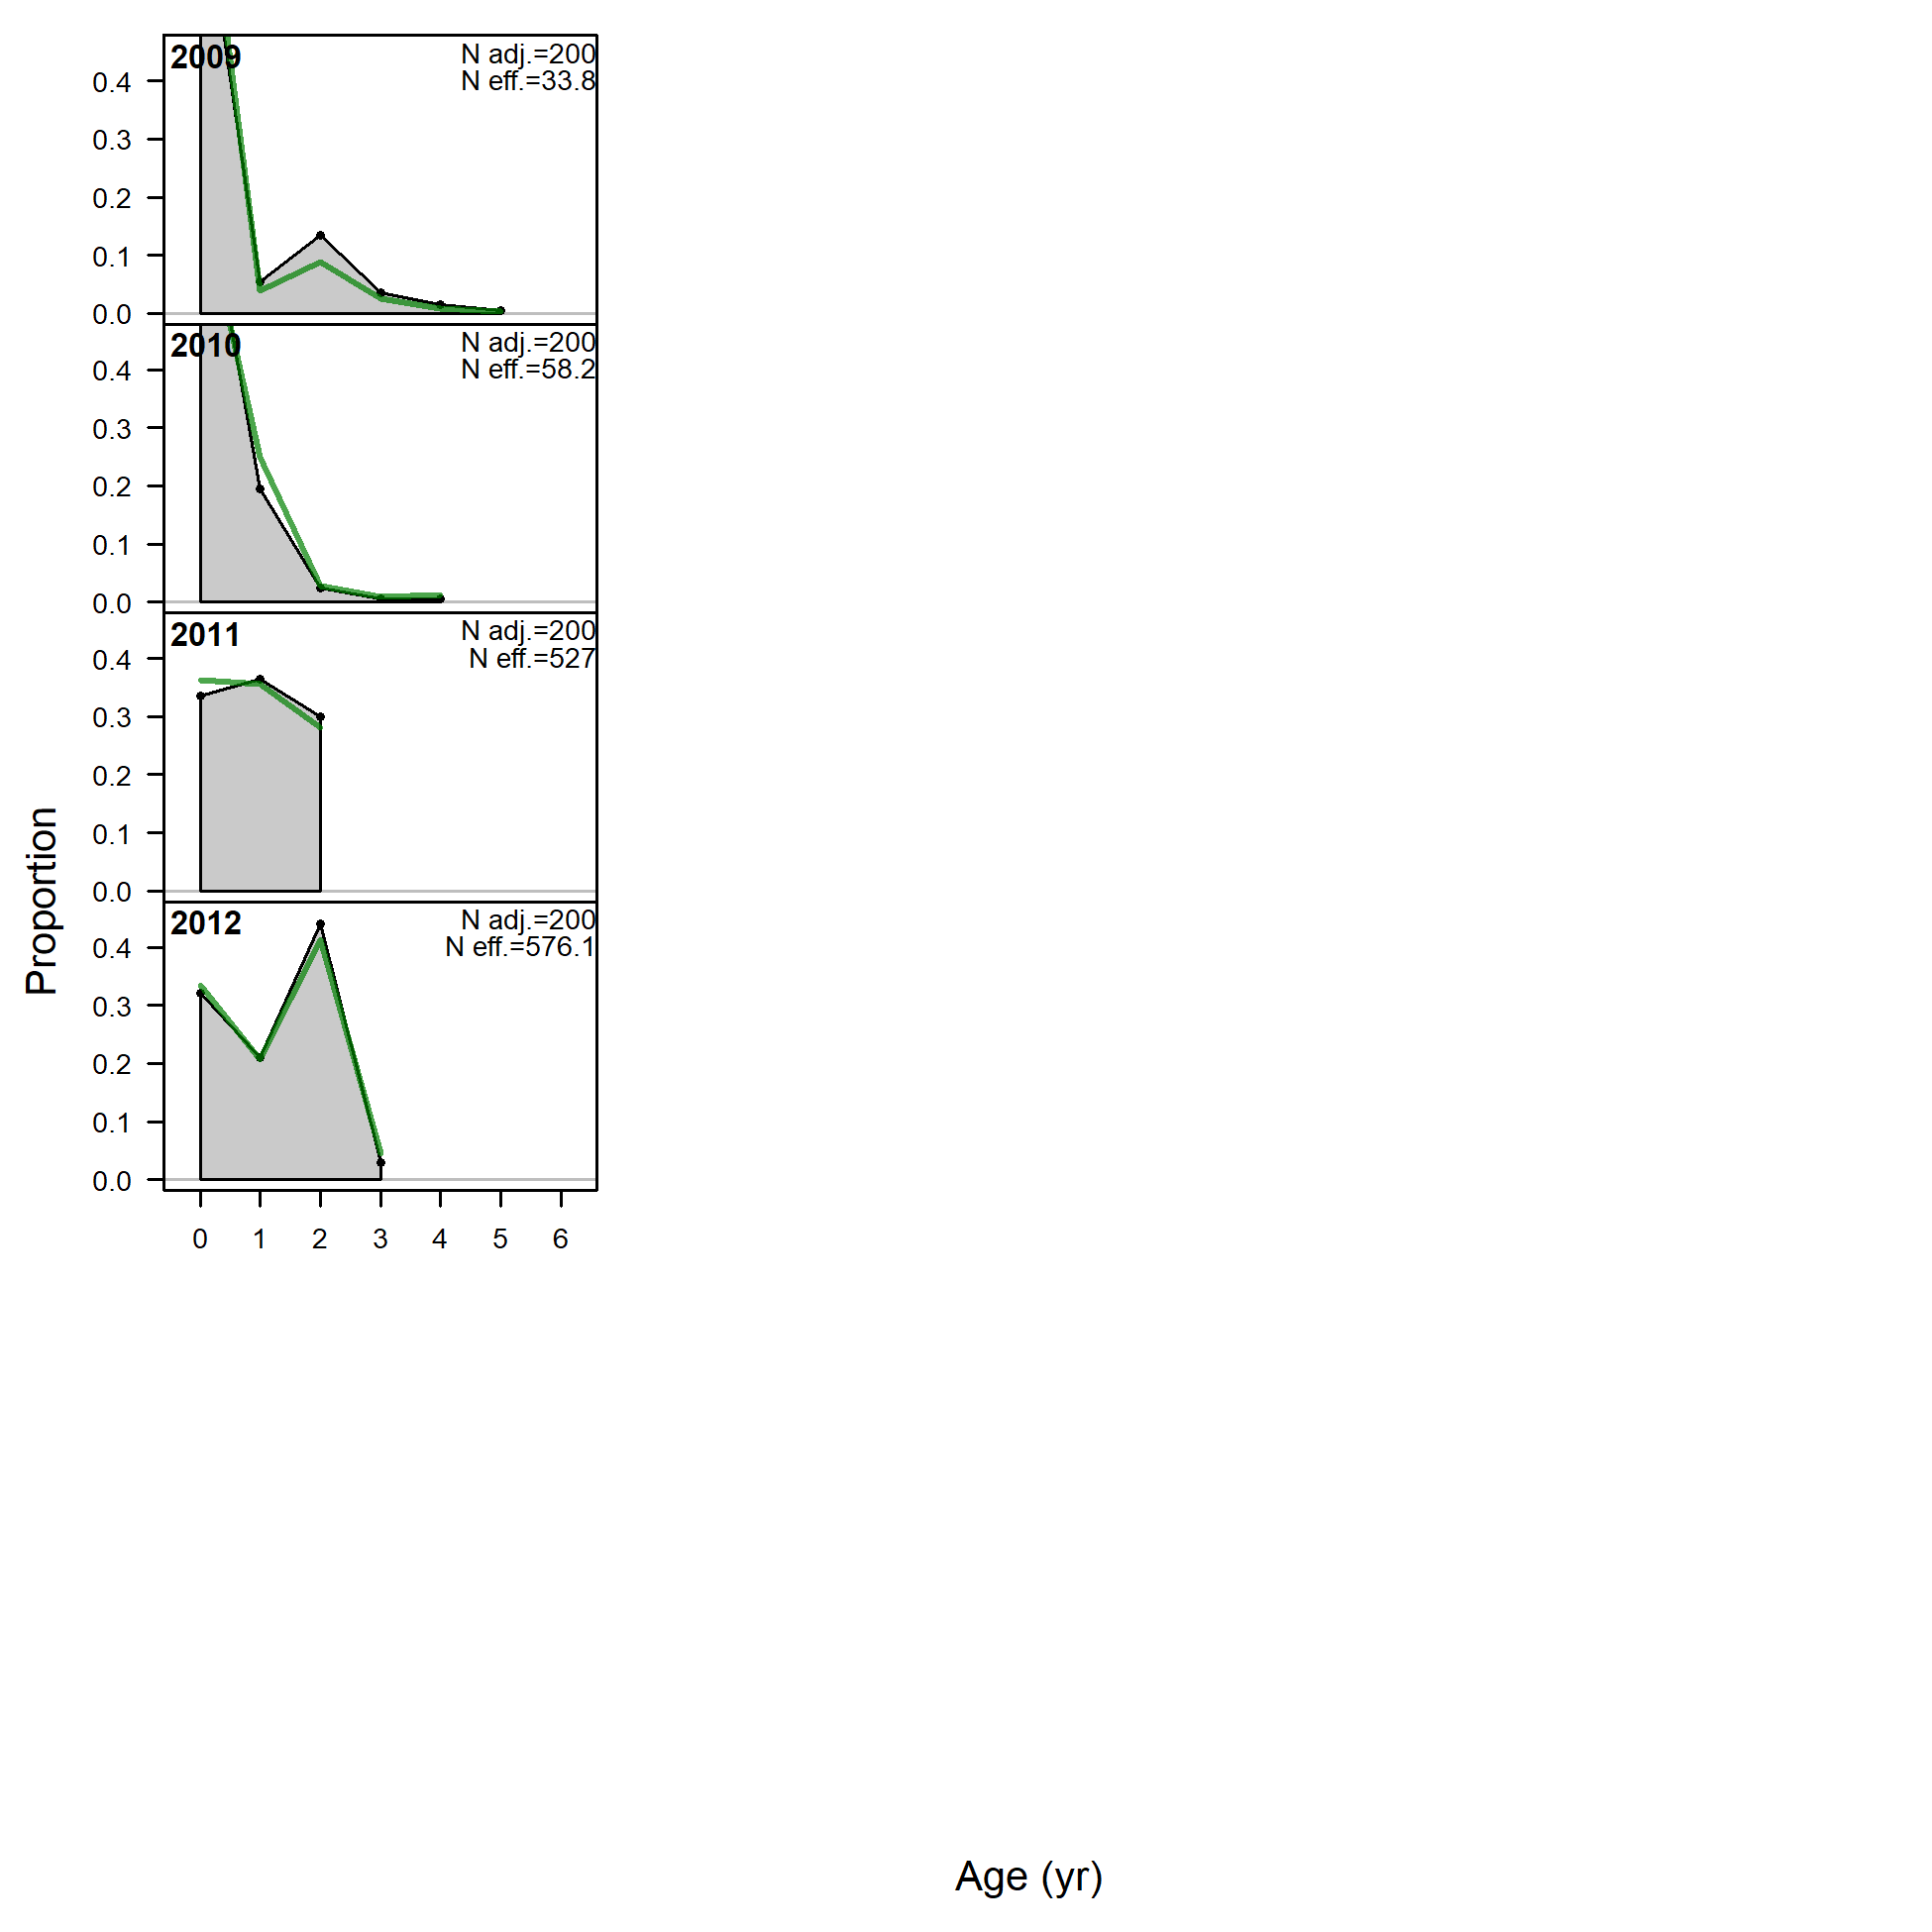 2009
N adj.=200
N eff.=33.8
0.4
0.3
0.2
0.1
0.0
2010
N adj.=200
N eff.=58.2
0.4
0.3
0.2
0.1
0.0
2011
N adj.=200
N eff.=527
0.4
0.3
0.2
0.1
0.0
2012
N adj.=200
N eff.=576.1
0.4
0.3
0.2
0.1
0.0
0 1 2 3 4 5 6
Proportion
Age (yr)